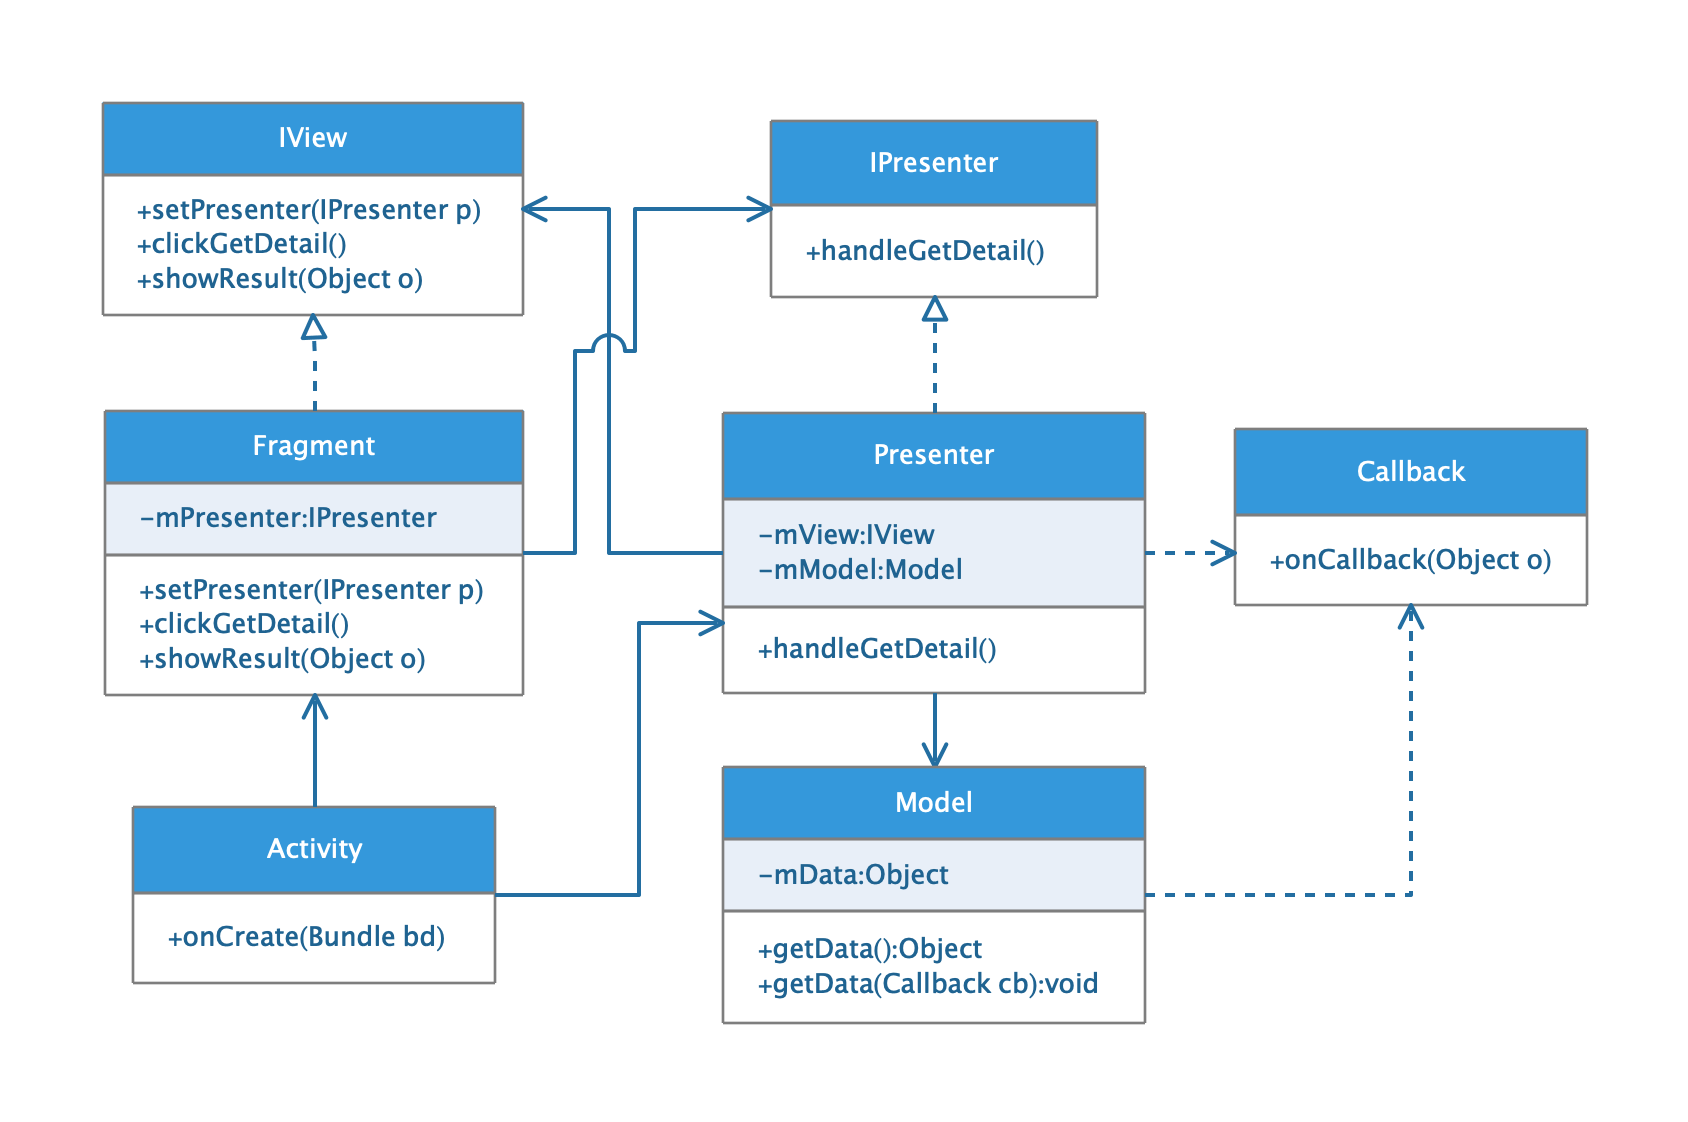 IView
+setPresenter(IPresenter p)
+clickGetDetail()
+showResult(Object o)
IPresenter
+handleGetDetail()
Fragment
-mPresenter:IPresenter
+setPresenter(IPresenter p)
+clickGetDetail()
+showResult(Object o)
Presenter
-mView:IView
-mModel:Model
+handleGetDetail()
Callback
+onCallback(Object o)
Activity
+onCreate(Bundle bd)
Model
-mData:Object
+getData():Object
+getData(Callback cb):void